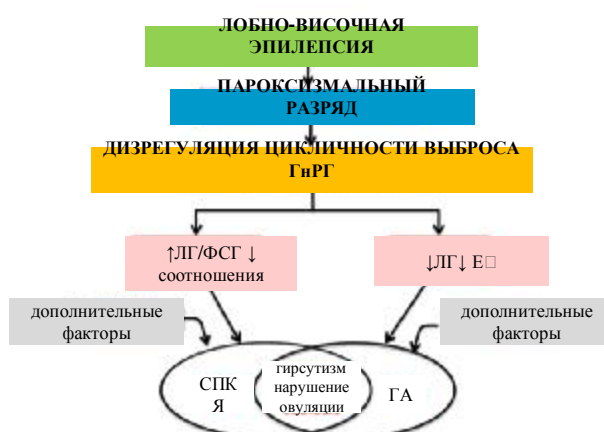 ЛОБНО-ВИСОЧНАЯ
ЭПИЛЕПСИЯ
ПАРОКСИЗМАЛЬНЫЙ
РАЗРЯД
ДИЗРЕГУЛЯЦИЯ ЦИКЛИЧНОСТИ ВЫБРОСА
ГнРГ
↑ЛГ/ФСГ ↓
соотношения
↓ЛГ↓ Е□
дополнительные
факторы
дополнительные
факторы
СПК
Я
гирсутизм
нарушение
овуляции
ГА